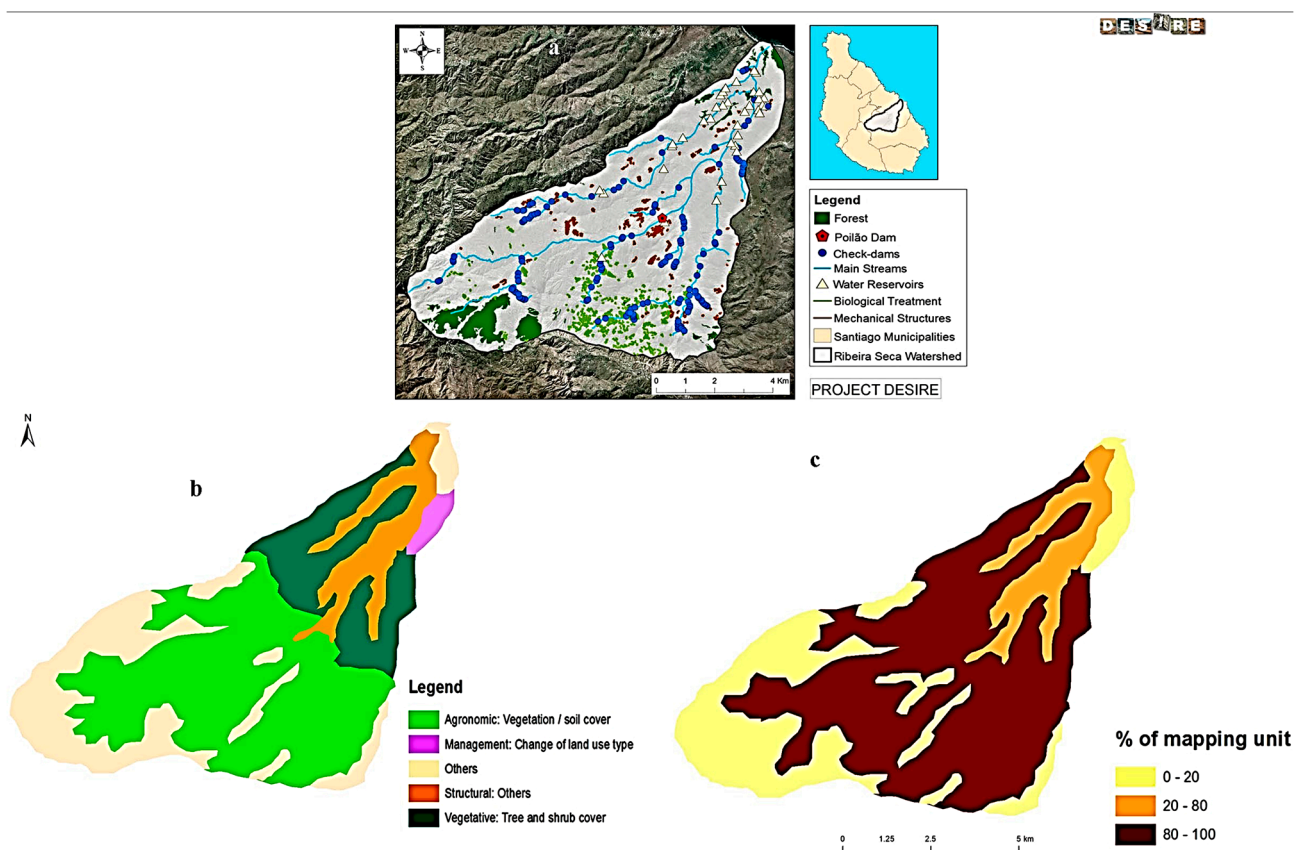 DESIRE
a
N
W E
S
0 1 2 4 Km
Legend
Forest
Poilão Dam
Check-dams
Main Streams
Water Reservoirs
Biological Treatment
Mechanical Structures
Santiago Municipalities
Ribeira Seca Watershed
PROJECT DESIRE
N
b
Legend
Agronomic: Vegetation / soil cover
Management: Change of land use type
Others
Structural: Others
Vegetative: Tree and shrub cover
c
% of mapping unit
0 - 20
20 - 80
80 - 100
0 1.25 2.5 5 km